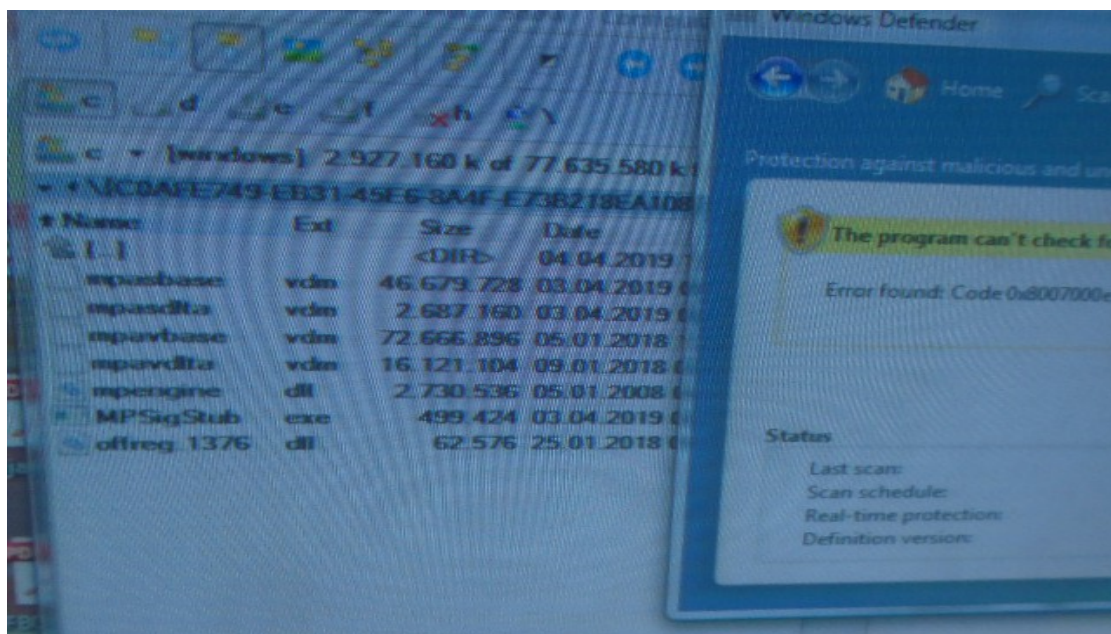 Windows Defender
Home
c d e f h \
c [windows] 2.927.160 k of 77.635.580 k
Protection against malicious and
Name Ext Size Date
[..] <DIR> 04.04.2019
mpasbase vdm 46.679.728 03.04.2019
mpasdlta vdm 2.687.160 03.04.2019
mpavbase vdm 72.666.896 05.01.2018
mpavdlta vdm 16.121.104 09.01.2018
mpengine dll 2.730.536 05.01.2008
MPSigStub exe 499.424 03.04.2019
offreg.1376 dll 62.576 25.01.2018
The program can't check
Error found: Code 0x8007000
Status
Last scan:
Scan schedule:
Real-time protection:
Definition version: